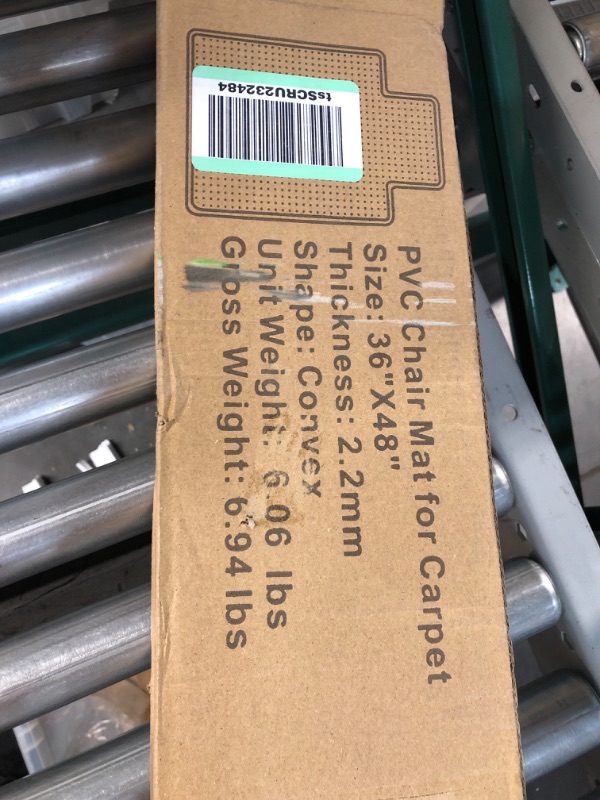 tsSCRU232484
PVC Chair Mat for Carpet
Size: 36"X48"
Thickness: 2.2mm
Shape: Convex
Unit Weight: 6.06 lbs
Gross Weight: 6.94 lbs